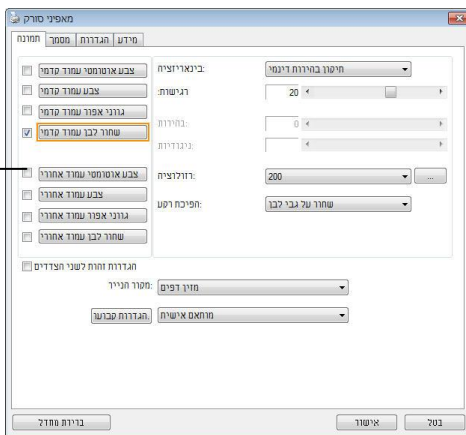 מאפיני סורק
תמונה
מסמך
הגדרות
מידע
צבע אוטומטי עמוד קדמי
צבע עמוד קדמי
גווני אפור עמוד קדמי
שחור לבן עמוד קדמי
צבע אוטומטי עמוד אחורי
צבע עמוד אחורי
גווני אפור עמוד אחורי
שחור לבן עמוד אחורי
בינאריזציה:
תיקון בהירות דינמי
רגישות:
20
בהירות:
0
ניגודיות:
רזולוציה:
200
...
הפיכת רקע:
שחור על גבי לבן
הגדרות זהות לשני הצדדים
מקור הנייר:
מזין דפים
הגדרות קבועו.
מותאם אישית
ברירת מחדל
אישור
בטל